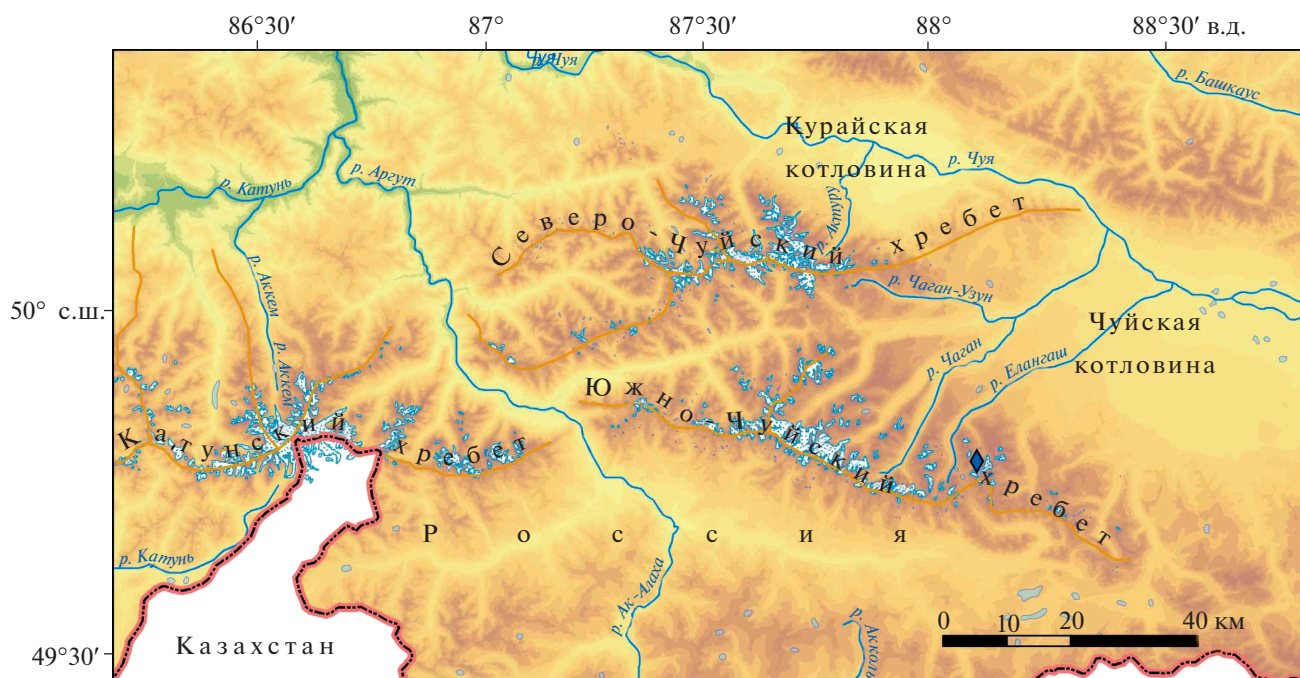 86°30′ 87° 87°30′ 88° 88°30′ в.д.
Чуя
р. Чуя
р. Башкаус
Курайская
котловина
р. Чуя
р. Катунь
р. Аргут
р. Актуру
Северо-Чуйский хребет
р. Аккем
р. Чаган-Узун
50° с.ш.
Чуйская
котловина
р. Аккем
р. Чаган
р. Елангаш
Южно-Чуйский хребет
Катунский хребет
Россия
р. Катунь
р. Ак-Алаха
р. Акколь
0 10 20 40 км
Казахстан
49°30′